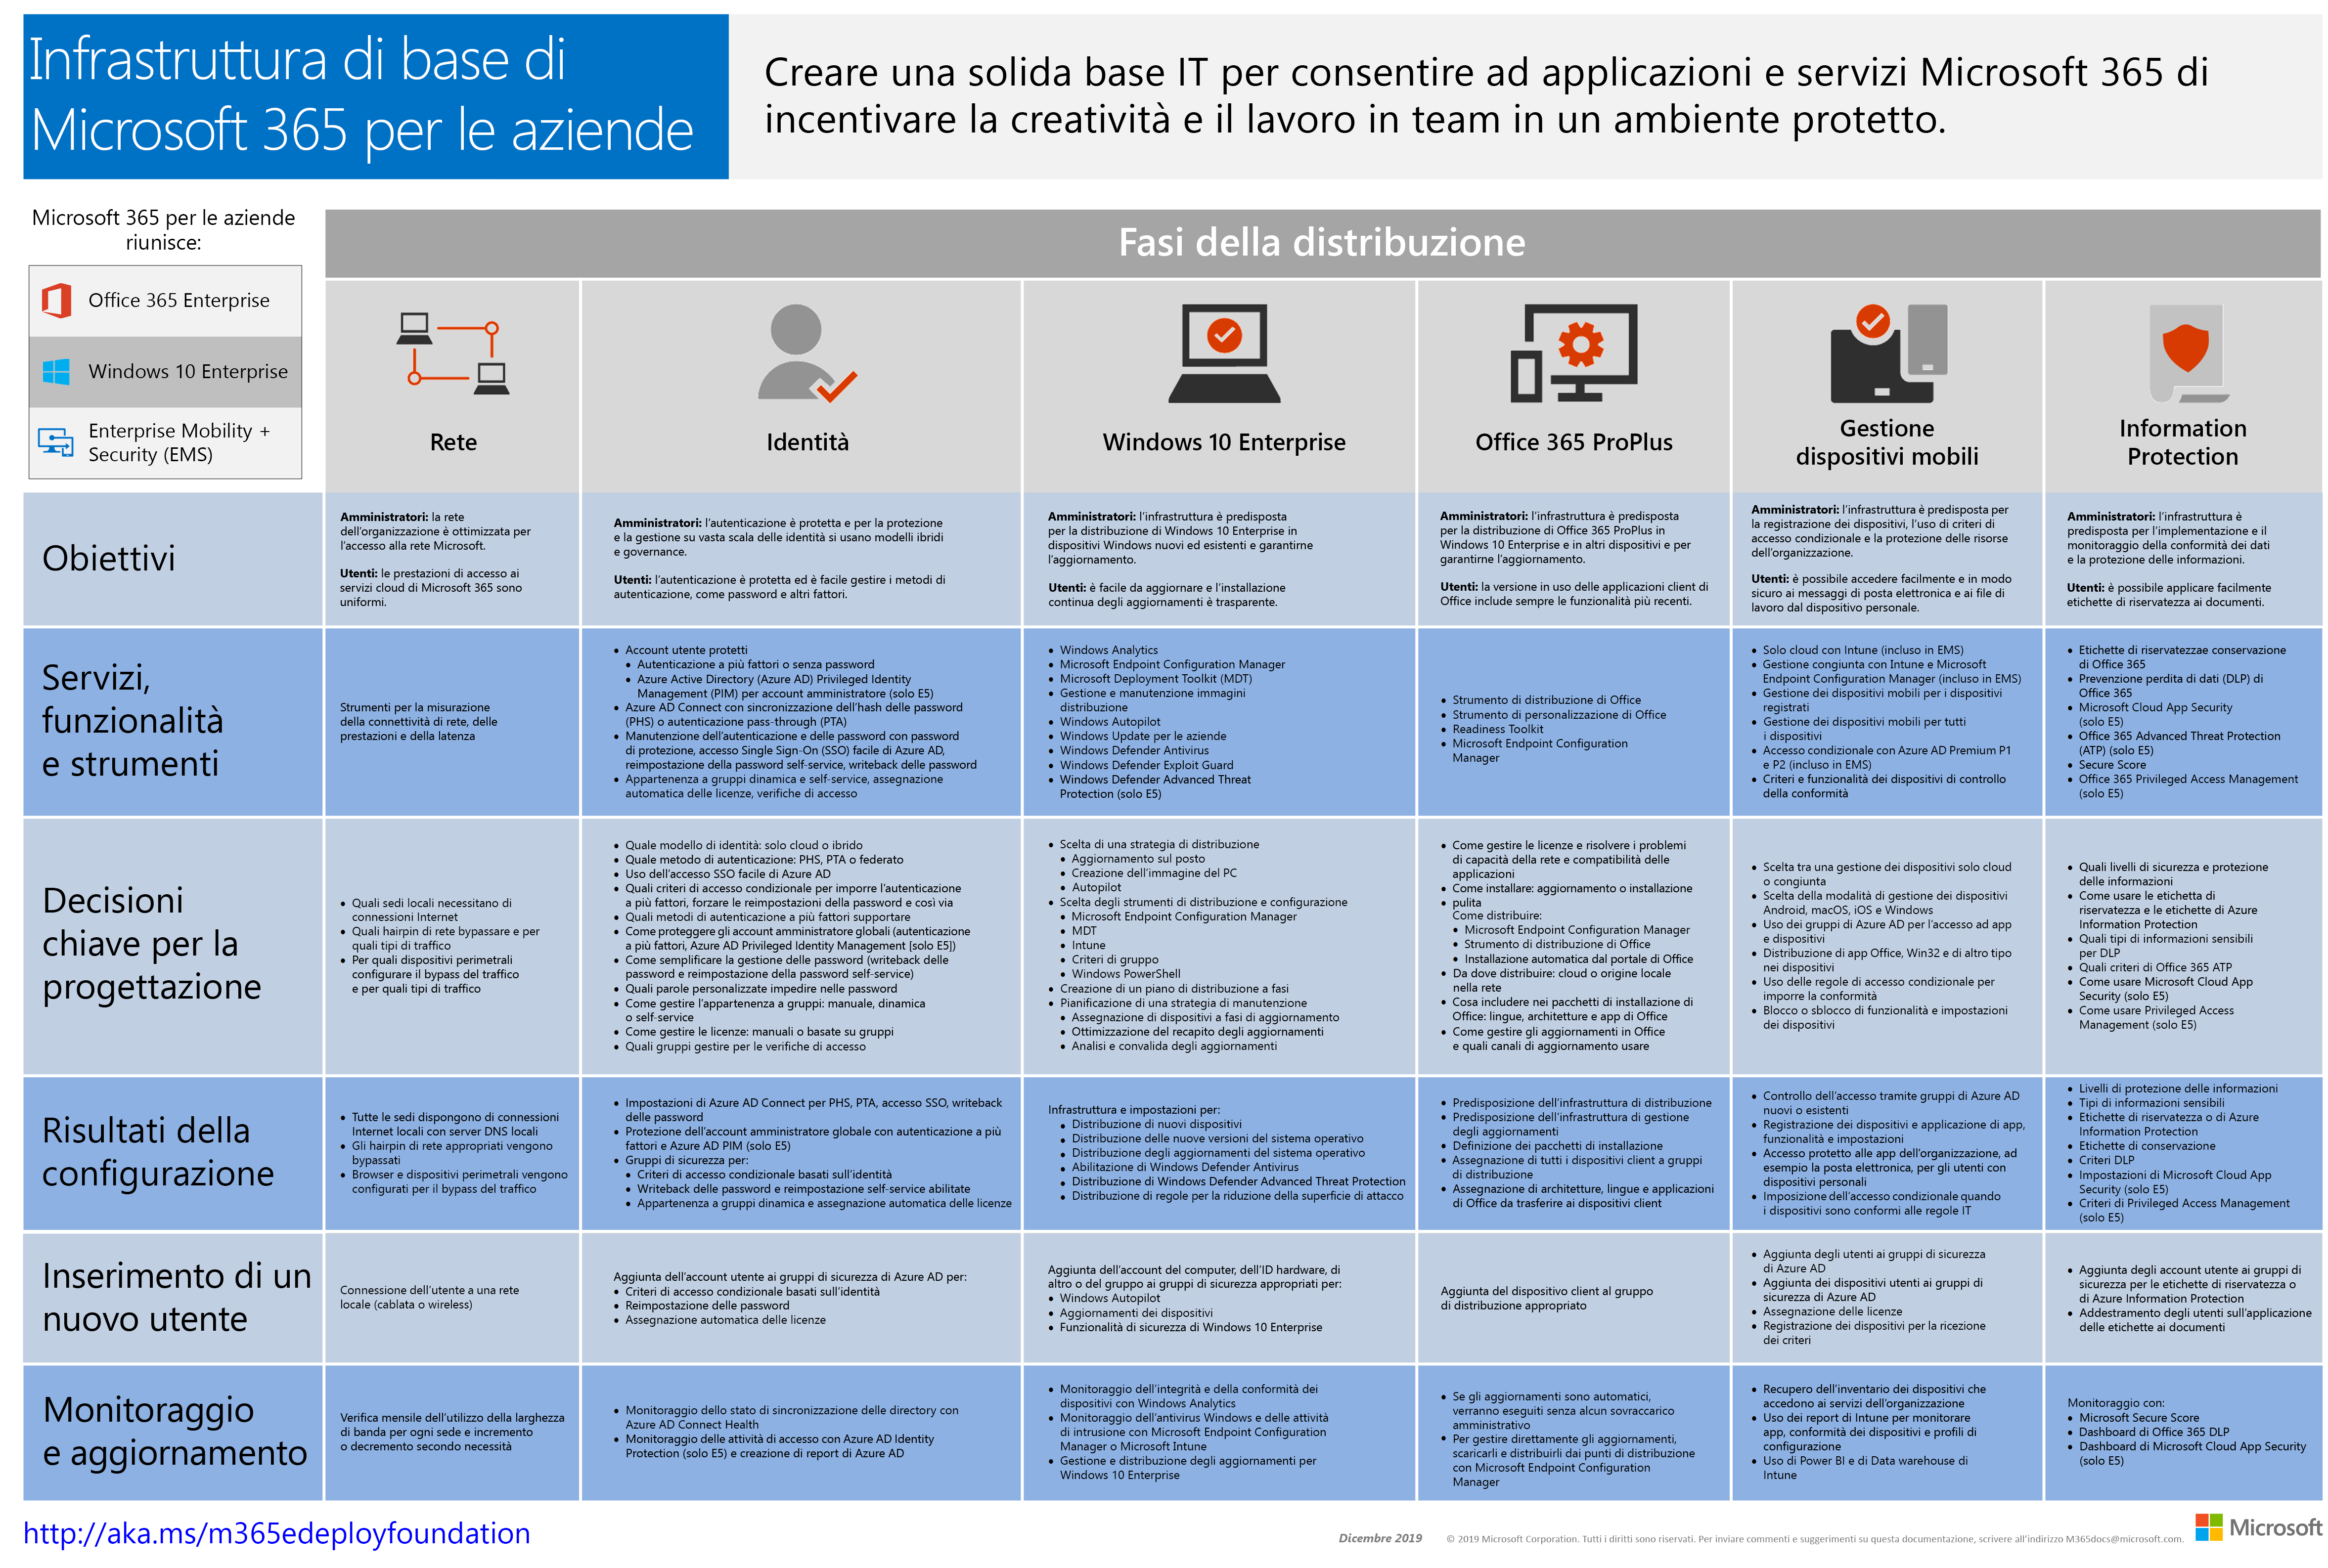 Infrastruttura di base di
Microsoft 365 per le aziende
Creare una solida base IT per consentire ad applicazioni e servizi Microsoft 365 di
incentivare la creatività e il lavoro in team in un ambiente protetto.
Microsoft 365 per le aziende
riunisce:
Office 365 Enterprise
Windows 10 Enterprise
Enterprise Mobility +
Security (EMS)
Fasi della distribuzione
Rete
Identità
Windows 10 Enterprise
Office 365 ProPlus
Gestione
dispositivi mobili
Information
Protection
Obiettivi
Amministratori: la rete
dell'organizzazione è ottimizzata per
l'accesso alla rete Microsoft.
Utenti: le prestazioni di accesso ai
servizi cloud di Microsoft 365 sono
uniformi.
Amministratori: l'autenticazione è protetta e per la protezione
e la gestione su vasta scala delle identità si usano modelli ibridi
e governance.
Utenti: l'autenticazione è protetta ed è facile gestire i metodi di
autenticazione, come password e altri fattori.
Amministratori: l'infrastruttura è predisposta
per la distribuzione di Windows 10 Enterprise in
dispositivi Windows nuovi ed esistenti e garantirne
l'aggiornamento.
Utenti: è facile da aggiornare e l'installazione
continua degli aggiornamenti è trasparente.
Amministratori: l'infrastruttura è predisposta
per la distribuzione di Office 365 ProPlus in
Windows 10 Enterprise e in altri dispositivi e per
garantirne l'aggiornamento.
Utenti: la versione in uso delle applicazioni client di
Office include sempre le funzionalità più recenti.
Amministratori: l'infrastruttura è predisposta per
la registrazione dei dispositivi, l'uso di criteri di
accesso condizionale e la protezione delle risorse
dell'organizzazione.
Utenti: è possibile accedere facilmente e in modo
sicuro ai messaggi di posta elettronica e ai file di
lavoro dal dispositivo personale.
Amministratori: l'infrastruttura è
predisposta per l'implementazione e il
monitoraggio della conformità dei dati
e la protezione delle informazioni.
Utenti: è possibile applicare facilmente
etichette di riservatezza ai documenti.
Servizi,
funzionalità
e strumenti
Strumenti per la misurazione
della connettività di rete, delle
prestazioni e della latenza
• Account utente protetti
• Autenticazione a più fattori o senza password
• Azure Active Directory (Azure AD) Privileged Identity
Management (PIM) per account amministratore (solo E5)
• Azure AD Connect con sincronizzazione dell'hash delle password
(PHS) o autenticazione pass-through (PTA)
• Manutenzione dell'autenticazione e delle password con password
di protezione, accesso Single Sign-On (SSO) facile di Azure AD,
reimpostazione della password self-service, writeback delle password
• Appartenenza a gruppi dinamica e self-service, assegnazione
automatica delle licenze, verifiche di accesso
• Windows Analytics
• Microsoft Endpoint Configuration Manager
• Microsoft Deployment Toolkit (MDT)
• Gestione e manutenzione immagini
distribuzione
• Windows Autopilot
• Windows Update per le aziende
• Windows Defender Antivirus
• Windows Defender Exploit Guard
• Windows Defender Advanced Threat
Protection (solo E5)
• Strumento di distribuzione di Office
• Strumento di personalizzazione di Office
• Readiness Toolkit
• Microsoft Endpoint Configuration
Manager
• Solo cloud con Intune (incluso in EMS)
• Gestione congiunta con Intune e Microsoft
Endpoint Configuration Manager (incluso in EMS)
• Gestione dei dispositivi mobili per i dispositivi
registrati
• Gestione dei dispositivi mobili per tutti
i dispositivi
• Accesso condizionale con Azure AD Premium P1
e P2 (incluso in EMS)
• Criteri e funzionalità dei dispositivi di controllo
della conformità
• Etichette di riservatezzae conservazione
di Office 365
• Prevenzione perdita di dati (DLP) di
Office 365
• Microsoft Cloud App Security
(solo E5)
• Office 365 Advanced Threat Protection
(ATP) (solo E5)
• Secure Score
• Office 365 Privileged Access Management
(solo E5)
Decisioni
chiave per la
progettazione
• Quali sedi locali necessitano di
connessioni Internet
• Quali hairpin di rete bypassare e per
quali tipi di traffico
• Per quali dispositivi perimetrali
configurare il bypass del traffico
e per quali tipi di traffico
• Quale modello di identità: solo cloud o ibrido
• Quale metodo di autenticazione: PHS, PTA o federato
• Uso dell'accesso SSO facile di Azure AD
• Quali criteri di accesso condizionale per imporre l'autenticazione
a più fattori, forzare le reimpostazioni della password e così via
• Quali metodi di autenticazione a più fattori supportare
• Come proteggere gli account amministratore globali (autenticazione
a più fattori, Azure AD Privileged Identity Management [solo E5])
• Come semplificare la gestione delle password (writeback delle
password e reimpostazione della password self-service)
• Quali parole personalizzate impedire nelle password
• Come gestire l'appartenenza a gruppi: manuale, dinamica
o self-service
• Come gestire le licenze: manuali o basate su gruppi
• Quali gruppi gestire per le verifiche di accesso
• Scelta di una strategia di distribuzione
• Aggiornamento sul posto
• Creazione dell'immagine del PC
• Autopilot
• Scelta degli strumenti di distribuzione e configurazione
• Microsoft Endpoint Configuration Manager
• MDT
• Intune
• Criteri di gruppo
• Windows PowerShell
• Creazione di un piano di distribuzione a fasi
• Pianificazione di una strategia di manutenzione
• Assegnazione di dispositivi a fasi di aggiornamento
• Ottimizzazione del recapito degli aggiornamenti
• Analisi e convalida degli aggiornamenti
• Come gestire le licenze e risolvere i problemi
di capacità della rete e compatibilità delle
applicazioni
• Come installare: aggiornamento o installazione
• pulita
Come distribuire:
• Microsoft Endpoint Configuration Manager
• Strumento di distribuzione di Office
• Installazione automatica dal portale di Office
• Da dove distribuire: cloud o origine locale
nella rete
• Cosa includere nei pacchetti di installazione di
Office: lingue, architetture e app di Office
• Come gestire gli aggiornamenti in Office
e quali canali di aggiornamento usare
• Scelta tra una gestione dei dispositivi solo cloud
o congiunta
• Scelta della modalità di gestione dei dispositivi
Android, macOS, iOS e Windows
• Uso dei gruppi di Azure AD per l'accesso ad app
e dispositivi
• Distribuzione di app Office, Win32 e di altro tipo
nei dispositivi
• Uso delle regole di accesso condizionale per
imporre la conformità
• Blocco o sblocco di funzionalità e impostazioni
dei dispositivi
• Quali livelli di sicurezza e protezione
delle informazioni
• Come usare le etichetta di
riservatezza e le etichette di Azure
Information Protection
• Quali tipi di informazioni sensibili
per DLP
• Quali criteri di Office 365 ATP
• Come usare Microsoft Cloud App
Security (solo E5)
• Come usare Privileged Access
Management (solo E5)
Risultati della
configurazione
• Tutte le sedi dispongono di connessioni
Internet locali con server DNS locali
• Gli hairpin di rete appropriati vengono
bypassati
• Browser e dispositivi perimetrali vengono
configurati per il bypass del traffico
• Impostazioni di Azure AD Connect per PHS, PTA, accesso SSO, writeback
delle password
• Protezione dell'account amministratore globale con autenticazione a più
fattori e Azure AD PIM (solo E5)
• Gruppi di sicurezza per:
• Criteri di accesso condizionale basati sull'identità
• Writeback delle password e reimpostazione self-service abilitate
• Appartenenza a gruppi dinamica e assegnazione automatica delle licenze
Infrastruttura e impostazioni per:
• Distribuzione di nuovi dispositivi
• Distribuzione delle nuove versioni del sistema operativo
• Distribuzione degli aggiornamenti del sistema operativo
• Abilitazione di Windows Defender Antivirus
• Distribuzione di Windows Defender Advanced Threat Protection
• Distribuzione di regole per la riduzione della superficie di attacco
• Predisposizione dell'infrastruttura di distribuzione
• Predisposizione dell'infrastruttura di gestione
degli aggiornamenti
• Definizione dei pacchetti di installazione
• Assegnazione di tutti i dispositivi client a gruppi
di distribuzione
• Assegnazione di architetture, lingue e applicazioni
di Office da trasferire ai dispositivi client
• Controllo dell'accesso tramite gruppi di Azure AD
nuovi o esistenti
• Registrazione dei dispositivi e applicazione di app,
funzionalità e impostazioni
• Accesso protetto alle app dell'organizzazione, ad
esempio la posta elettronica, per gli utenti con
dispositivi personali
• Imposizione dell'accesso condizionale quando
i dispositivi sono conformi alle regole IT
• Livelli di protezione delle informazioni
• Tipi di informazioni sensibili
• Etichette di riservatezza o di Azure
Information Protection
• Etichette di conservazione
• Criteri DLP
• Impostazioni di Microsoft Cloud App
Security (solo E5)
• Criteri di Privileged Access Management
(solo E5)
Inserimento di un
nuovo utente
Connessione dell'utente a una rete
locale (cablata o wireless)
Aggiunta dell'account utente ai gruppi di sicurezza di Azure AD per:
• Criteri di accesso condizionale basati sull'identità
• Reimpostazione delle password
• Assegnazione automatica delle licenze
Aggiunta dell'account del computer, dell'ID hardware, di
altro o del gruppo ai gruppi di sicurezza appropriati per:
• Windows Autopilot
• Aggiornamenti dei dispositivi
• Funzionalità di sicurezza di Windows 10 Enterprise
Aggiunta del dispositivo client al gruppo
di distribuzione appropriato
• Aggiunta degli utenti ai gruppi di sicurezza
di Azure AD
• Aggiunta dei dispositivi utenti ai gruppi di
sicurezza di Azure AD
• Assegnazione delle licenze
• Registrazione dei dispositivi per la ricezione
dei criteri
• Aggiunta degli account utente ai gruppi di
sicurezza per le etichette di riservatezza o
di Azure Information Protection
• Addestramento degli utenti sull'applicazione
delle etichette ai documenti
Monitoraggio
e aggiornamento
Verifica mensile dell'utilizzo della larghezza
di banda per ogni sede e incremento
o decremento secondo necessità
• Monitoraggio dello stato di sincronizzazione delle directory con
Azure AD Connect Health
• Monitoraggio delle attività di accesso con Azure AD Identity
Protection (solo E5) e creazione di report di Azure AD
• Monitoraggio dell'integrità e della conformità dei
dispositivi con Windows Analytics
• Monitoraggio dell'antivirus Windows e delle attività
di intrusione con Microsoft Endpoint Configuration
Manager o Microsoft Intune
• Gestione e distribuzione degli aggiornamenti per
Windows 10 Enterprise
• Se gli aggiornamenti sono automatici,
verranno eseguiti senza alcun sovraccarico
amministrativo
• Per gestire direttamente gli aggiornamenti,
scaricarli e distribuirli dai punti di distribuzione
con Microsoft Endpoint Configuration
Manager
• Recupero dell'inventario dei dispositivi che
accedono ai servizi dell'organizzazione
• Uso dei report di Intune per monitorare
app, conformità dei dispositivi e profili di
configurazione
• Uso di Power BI e di Data warehouse di
Intune
Monitoraggio con:
• Microsoft Secure Score
• Dashboard di Office 365 DLP
• Dashboard di Microsoft Cloud App Security
(solo E5)
http://aka.ms/m365edeployfoundation
Dicembre 2019
© 2019 Microsoft Corporation. Tutti i diritti sono riservati. Per inviare commenti e suggerimenti su questa documentazione, scrivere all'indirizzo M365docs@microsoft.com.
Microsoft